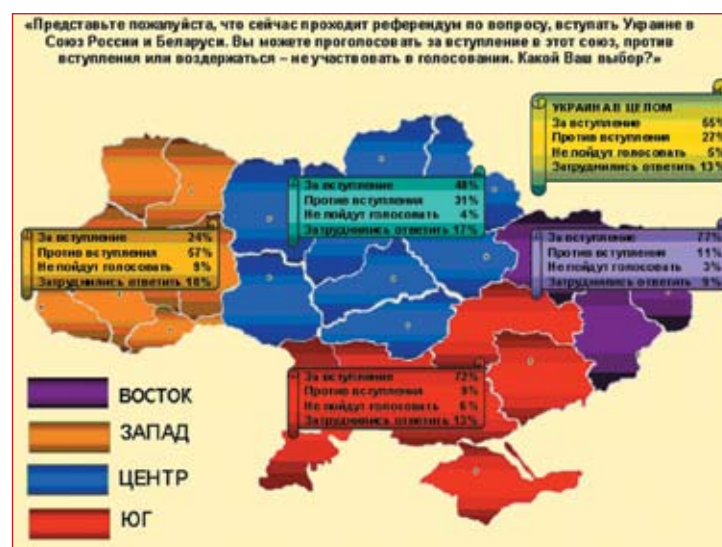 «Представьте пожалуйста, что сейчас проходит референдум по вопросу, вступать Украине в
Союз России и Беларуси. Вы можете проголосовать за вступление в этот союз, против
вступления или воздержаться – не участвовать в голосовании. Какой Ваш выбор?»
УКРАИНА В ЦЕЛОМ
За вступление 55%
Против вступления 27%
Не пойдут голосовать 5%
Затруднились ответить 13%
За вступление 48%
Против вступления 31%
Не пойдут голосовать 4%
Затруднились ответить 17%
За вступление 24%
Против вступления 57%
Не пойдут голосовать
Затруднились ответить
За вступление 77%
Против вступления 11%
Не пойдут голосовать 3%
Затруднились ответить 9%
За вступление 72%
Против вступления 9%
Не пойдут голосовать 6%
Затруднились ответить 13%
ВОСТОК
ЗАПАД
ЦЕНТР
ЮГ